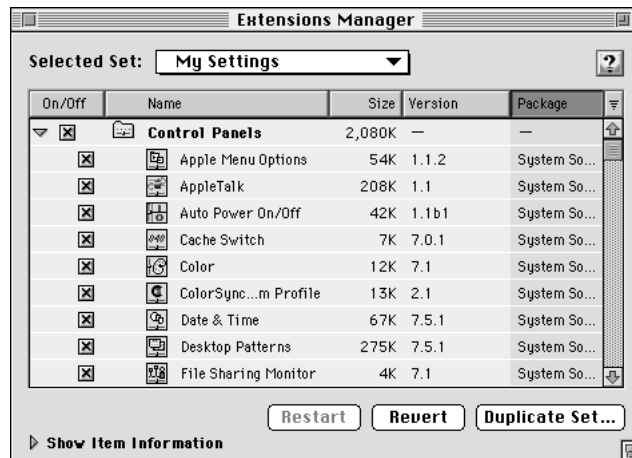 Extensions Manager
Selected Set: My Settings ?
On/Off Name Size Version Package
Control Panels 2,080K — —
Apple Menu Options 54K 1.1.2 System So...
AppleTalk 208K 1.1 System So...
Auto Power On/Off 42K 1.1b1 System So...
Cache Switch 7K 7.0.1 System So...
Color 12K 7.1 System So...
ColorSync...m Profile 13K 2.1 System So...
Date & Time 67K 7.5.1 System So...
Desktop Patterns 275K 7.5.1 System So...
File Sharing Monitor 4K 7.1 System So...
Restart Revert Duplicate Set...
Show Item Information